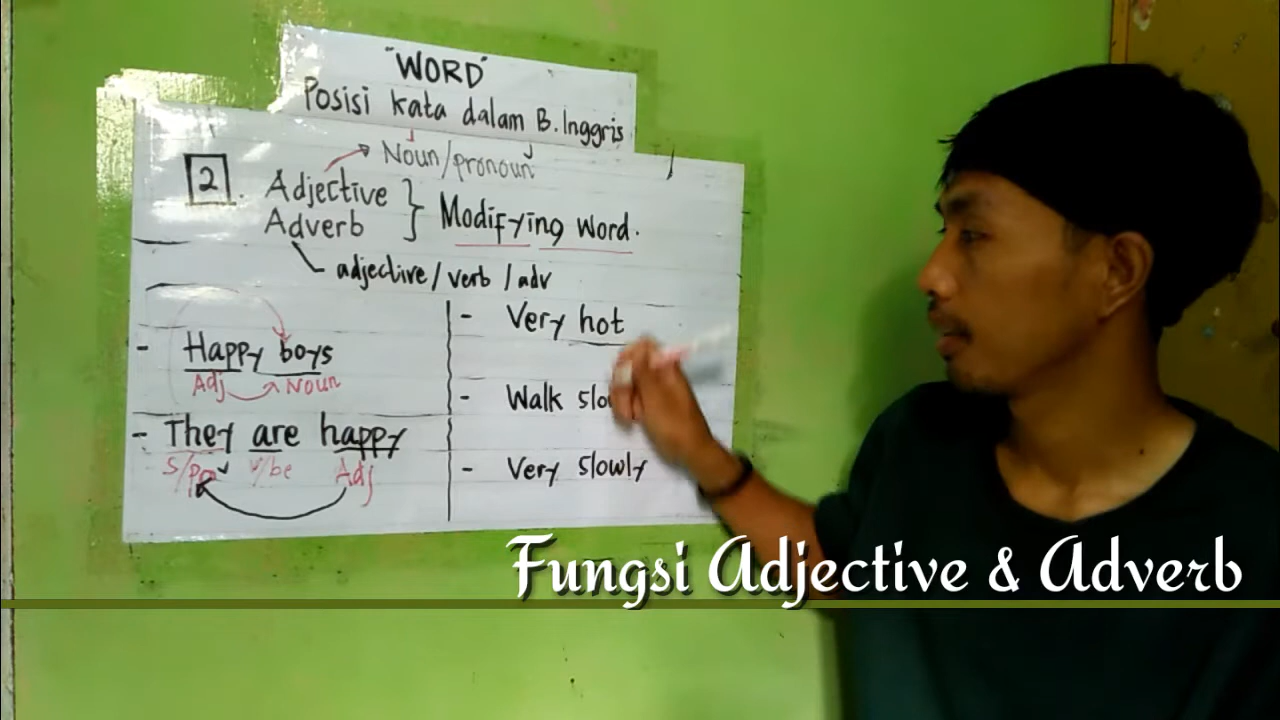 "WORD"
Posisi kata dalam B. Inggris
Noun/pronoun
2. Adjective
Adverb
} Modifying word.
adjective/verb/adv
- Happy boys
Adj Noun
- They are happy
S/ v/be Adj
- Very hot
- Walk slo
- Very slowly
Fungsi Adjective & Adverb